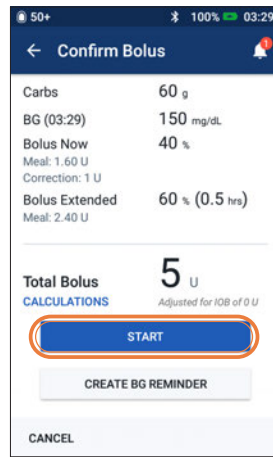 50+ 100% 03:29
Confirm Bolus 1
Carbs 60 g
BG (03:29) 150 mg/dL
Bolus Now 40 %
Meal: 1.60 U
Correction: 1 U
Bolus Extended 60 % (0.5 hrs)
Meal: 2.40 U
Total Bolus 5 U
CALCULATIONS Adjusted for IOB of 0 U
START
CREATE BG REMINDER
CANCEL